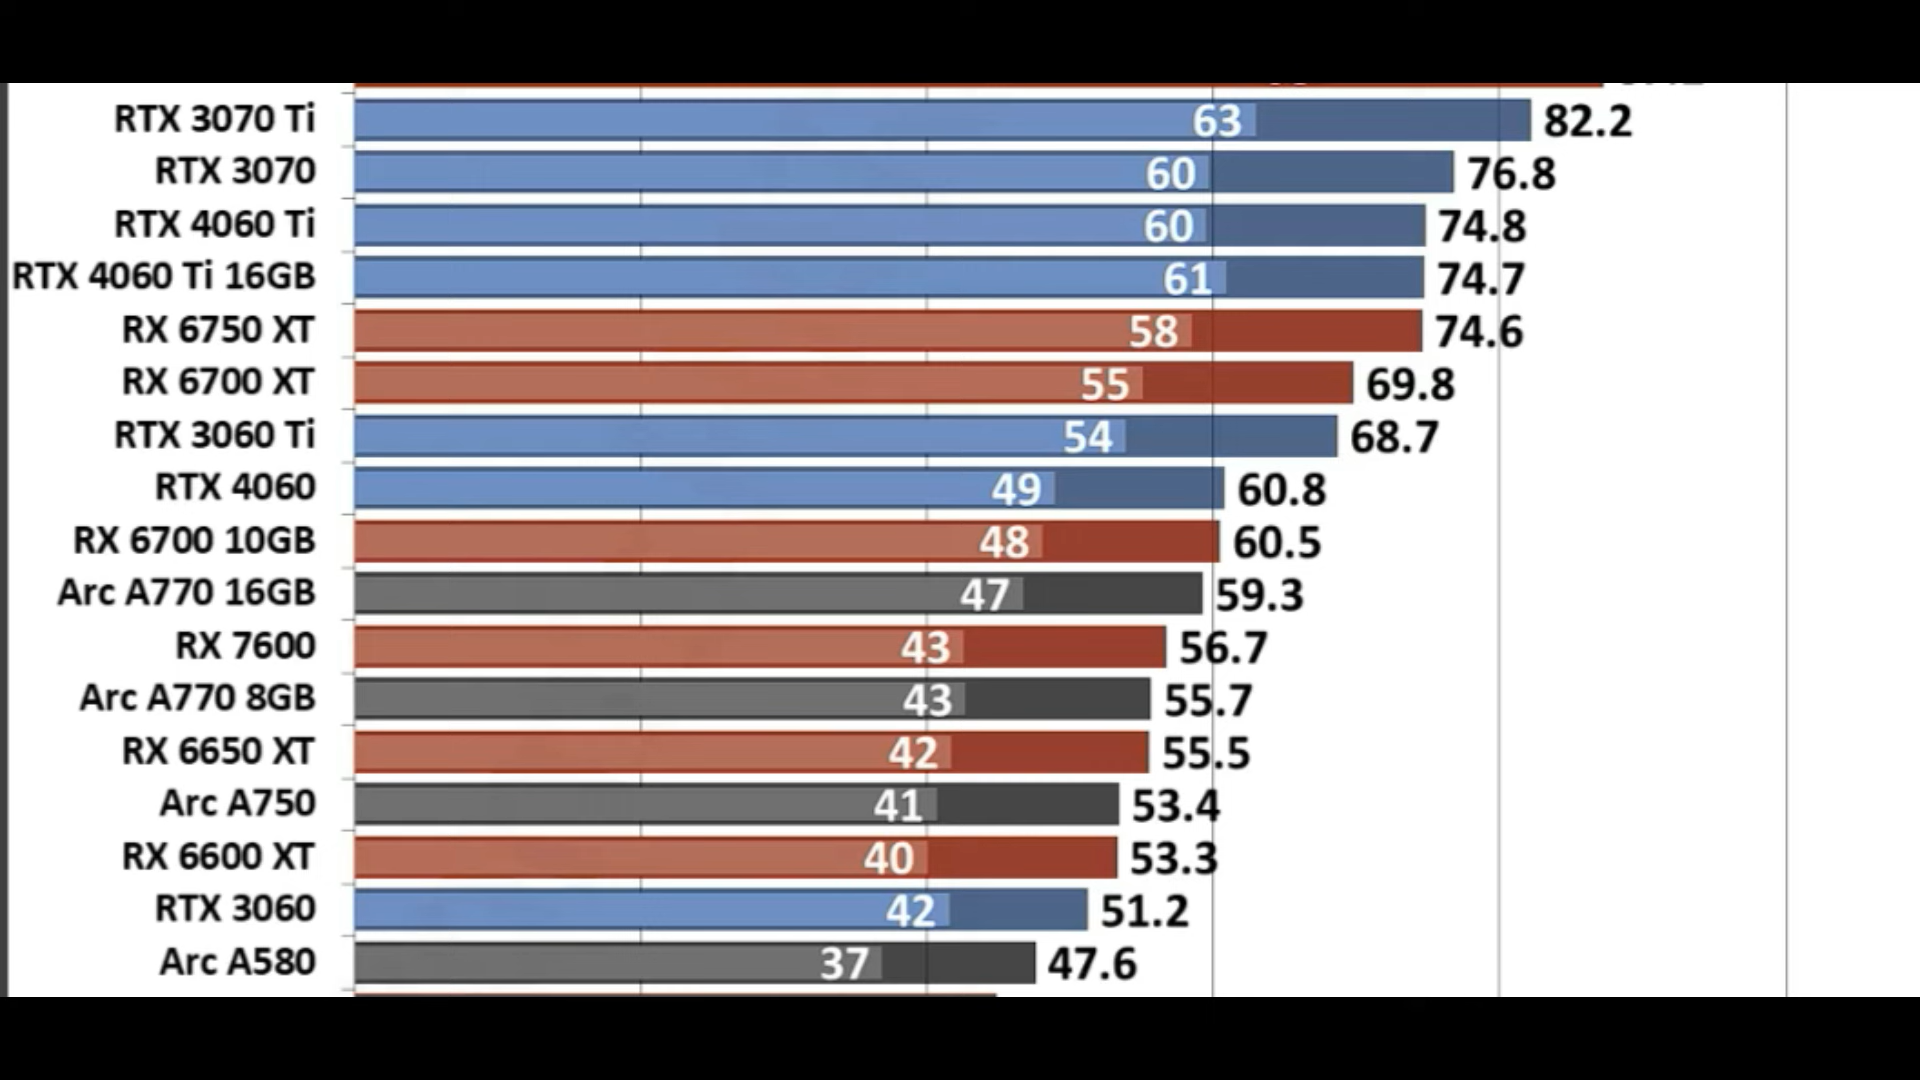 RTX 3070 Ti 63 82.2
RTX 3070 60 76.8
RTX 4060 Ti 60 74.8
RTX 4060 Ti 16GB 61 74.7
RX 6750 XT 58 74.6
RX 6700 XT 55 69.8
RTX 3060 Ti 54 68.7
RTX 4060 49 60.8
RX 6700 10GB 48 60.5
Arc A770 16GB 47 59.3
RX 7600 43 56.7
Arc A770 8GB 43 55.7
RX 6650 XT 42 55.5
Arc A750 41 53.4
RX 6600 XT 40 53.3
RTX 3060 42 51.2
Arc A580 37 47.6